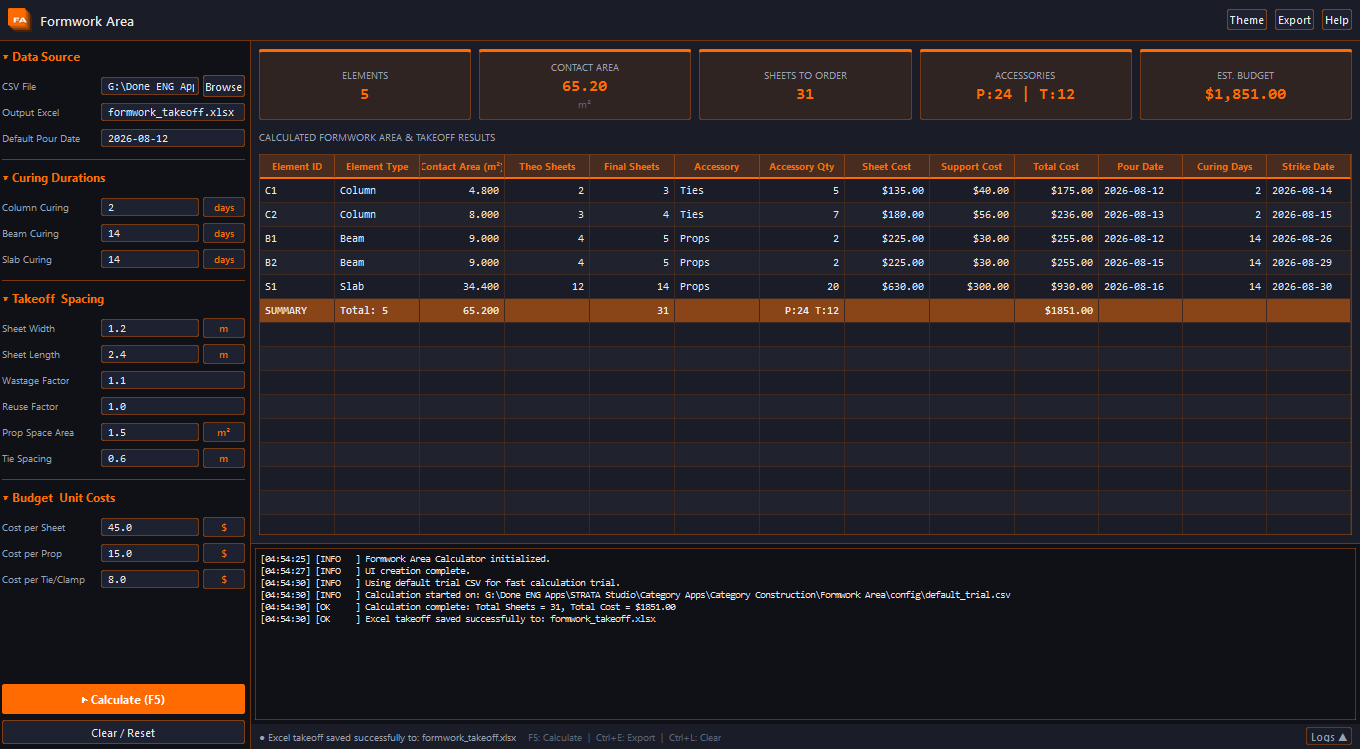 FA Formwork Area Theme Export Help
▾ Data Source
CSV File G:\Done ENG Ap Browse
Output Excel formwork_takeoff.xlsx
Default Pour Date 2026-08-12
▾ Curing Durations
Column Curing 2 days
Beam Curing 14 days
Slab Curing 14 days
▾ Takeoff Spacing
Sheet Width 1.2 m
Sheet Length 2.4 m
Wastage Factor 1.1
Reuse Factor 1.0
Prop Space Area 1.5 m²
Tie Spacing 0.6 m
▾ Budget Unit Costs
Cost per Sheet 45.0 $
Cost per Prop 15.0 $
Cost per Tie/Clamp 8.0 $
Calculate (F5)
Clear / Reset
ELEMENTS
5
CONTACT AREA
65.20
m²
SHEETS TO ORDER
31
ACCESSORIES
P:24 | T:12
EST. BUDGET
$1,851.00
CALCULATED FORMWORK AREA & TAKEOFF RESULTS
Element ID Element Type Contact Area (m²) Theo Sheets Final Sheets Accessory Accessory Qty Sheet Cost Support Cost Total Cost Pour Date Curing Days Strike Date
C1 Column 4.800 2 3 Ties 5 $135.00 $40.00 $175.00 2026-08-12 2 2026-08-14
C2 Column 8.000 3 4 Ties 7 $180.00 $56.00 $236.00 2026-08-13 2 2026-08-15
B1 Beam 9.000 4 5 Props 2 $225.00 $30.00 $255.00 2026-08-12 14 2026-08-26
B2 Beam 9.000 4 5 Props 2 $225.00 $30.00 $255.00 2026-08-15 14 2026-08-29
S1 Slab 34.400 12 14 Props 20 $630.00 $300.00 $930.00 2026-08-16 14 2026-08-30
SUMMARY Total: 5 65.200 31 P:24 T:12 $1851.00
[04:54:25] [INFO ] Formwork Area Calculator initialized.
[04:54:27] [INFO ] UI creation complete.
[04:54:30] [INFO ] Using default trial CSV for fast calculation trial.
[04:54:30] [INFO ] Calculation started on: G:\Done ENG Apps\STRATA Studio\Category Apps\Category Construction\Formwork Area\config\default_trial.csv
[04:54:30] [OK ] Calculation complete: Total Sheets = 31, Total Cost = $1851.00
[04:54:30] [OK ] Excel takeoff saved successfully to: formwork_takeoff.xlsx
● Excel takeoff saved successfully to: formwork_takeoff.xlsx F5: Calculate | Ctrl+E: Export | Ctrl+L: Clear Logs ▲